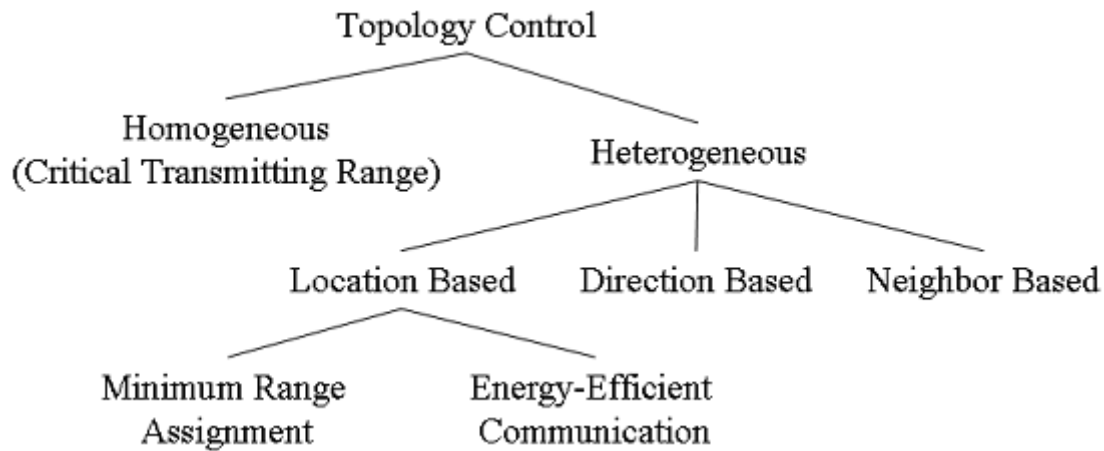 Topology Control
Homogeneous
(Critical Transmitting Range)
Heterogeneous
Location Based
Direction Based
Neighbor Based
Minimum Range
Assignment
Energy-Efficient
Communication